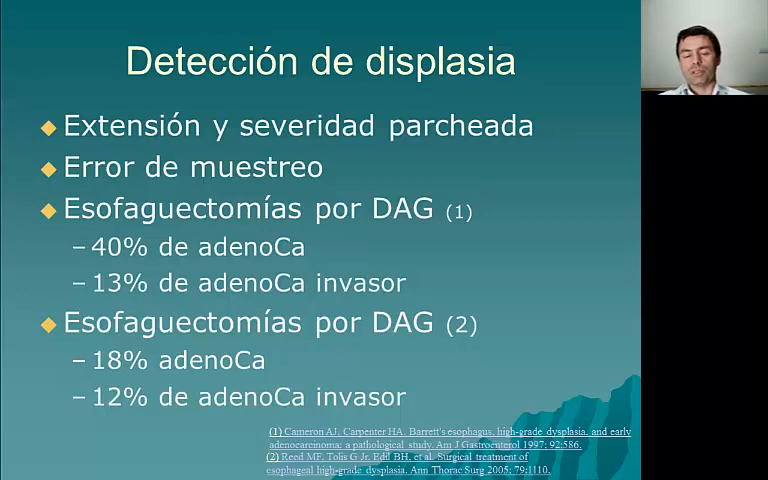 Detección de displasia
Extensión y severidad parcheada
Error de muestreo
Esofaguectomías por DAG (1)
– 40% de adenoCa
– 13% de adenoCa invasor
Esofaguectomías por DAG (2)
– 18% adenoCa
– 12% de adenoCa invasor
(1) Cameron AJ, Carpenter HA. Barrett's esophagus, high-grade dysplasia, and early
adenocarcinoma: a pathological study. Am J Gastroenterol 1997; 92:586.
(2) Reed MF, Tolis G Jr, Edil BH, et al. Surgical treatment of
esophageal high-grade dysplasia. Ann Thorac Surg 2005; 79:1110.